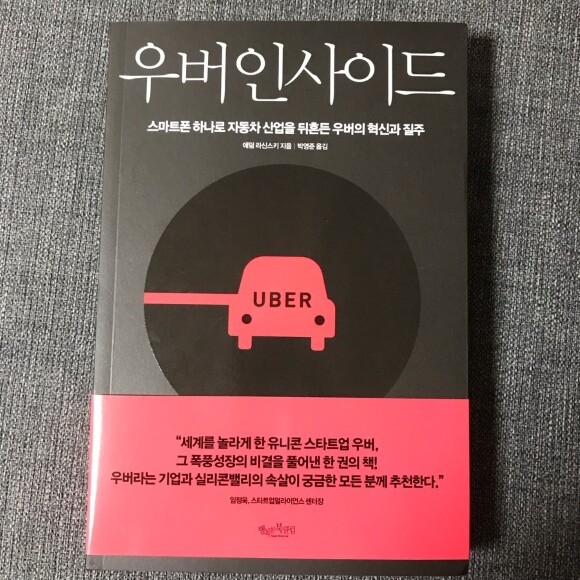 우버인사이드
스마트폰 하나로 자동차 산업을 뒤흔든 우버의 혁신과 질주
애덤 라신스키 지음 | 박영준 옮김
UBER
“세계를 놀라게 한 유니콘 스타트업 우버,
그 폭풍성장의 비결을 풀어낸 한 권의 책!
우버라는 기업과 실리콘밸리의 속살이 궁금한 모든 분께 추천한다.”
임정욱, 스타트업얼라이언스 센터장
행복한북클럽